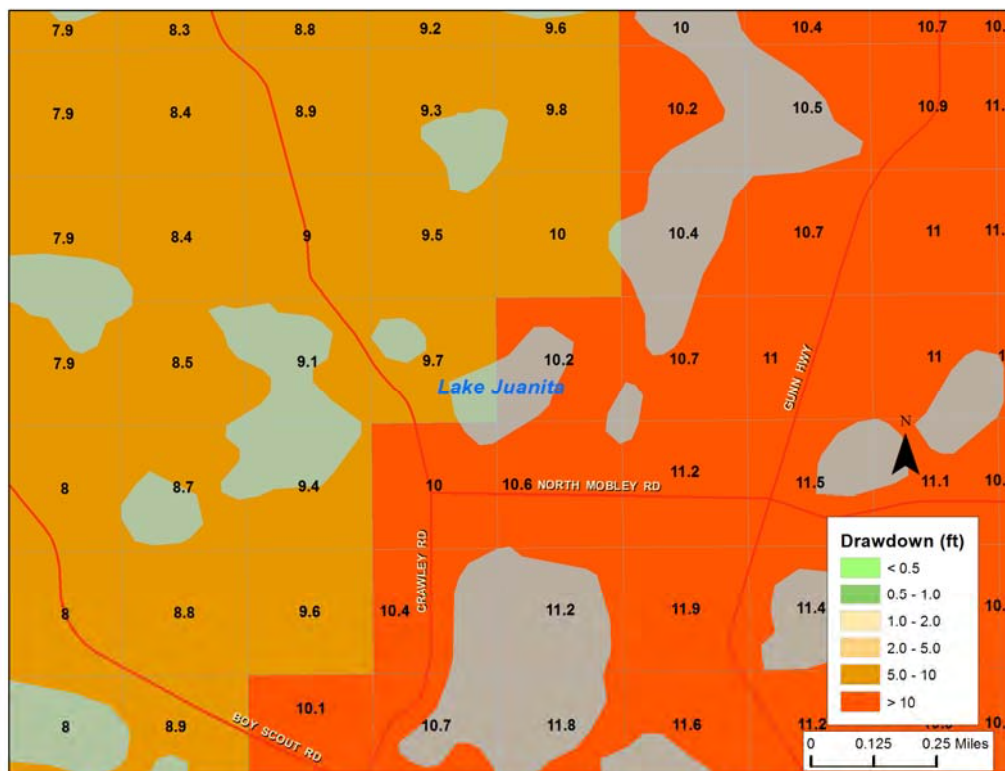 7.9 8.3 8.8 9.2 9.6 10 10.4 10.7 10.
7.9 8.4 8.9 9.3 9.8 10.2 10.5 10.9 11.
7.9 8.4 9 9.5 10 10.4 10.7 11 11.
7.9 8.5 9.1 9.7 10.2 10.7 11 11 1
Lake Juanita
GUNN HWY
N
8 8.7 9.4 10 10.6 11.2 11.5 11.1 10.
NORTH MOBLEY RD
CRAWLEY RD
8 8.8 9.6 10.4 11.2 11.9 11.4 10.
8 8.9 10.1 10.7 11.8 11.6 11.2 10.
BOY SCOUT RD
Drawdown (ft)
< 0.5
0.5 - 1.0
1.0 - 2.0
2.0 - 5.0
5.0 - 10
> 10
0 0.125 0.25 Miles